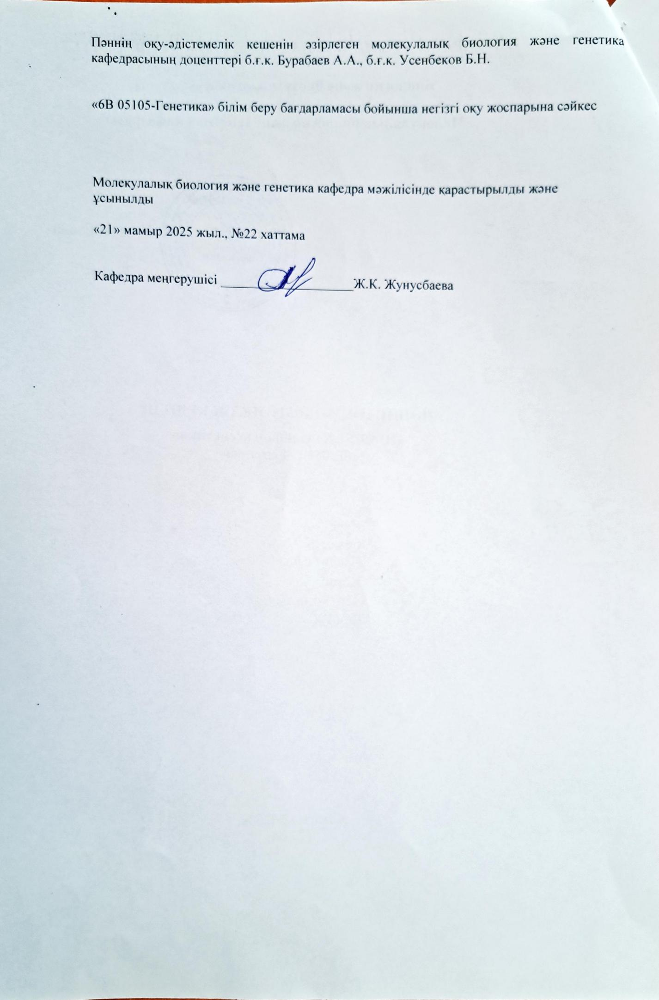 Пәннің оқу-әдістемелік кешенін әзірлеген молекулалық биология және генетика
кафедрасының доценттері б.ғ.к. Бурабаев А.А., б.ғ.к. Усенбеков Б.Н.
«6В 05105-Генетика» білім беру бағдарламасы бойынша негізгі оқу жоспарына сәйкес
Молекулалық биология және генетика кафедра мәжілісінде қарастырылды және
ұсынылды
«21» мамыр 2025 жыл., №22 хаттама
Кафедра меңгерушісі ____________________Ж.К. Жунусбаева